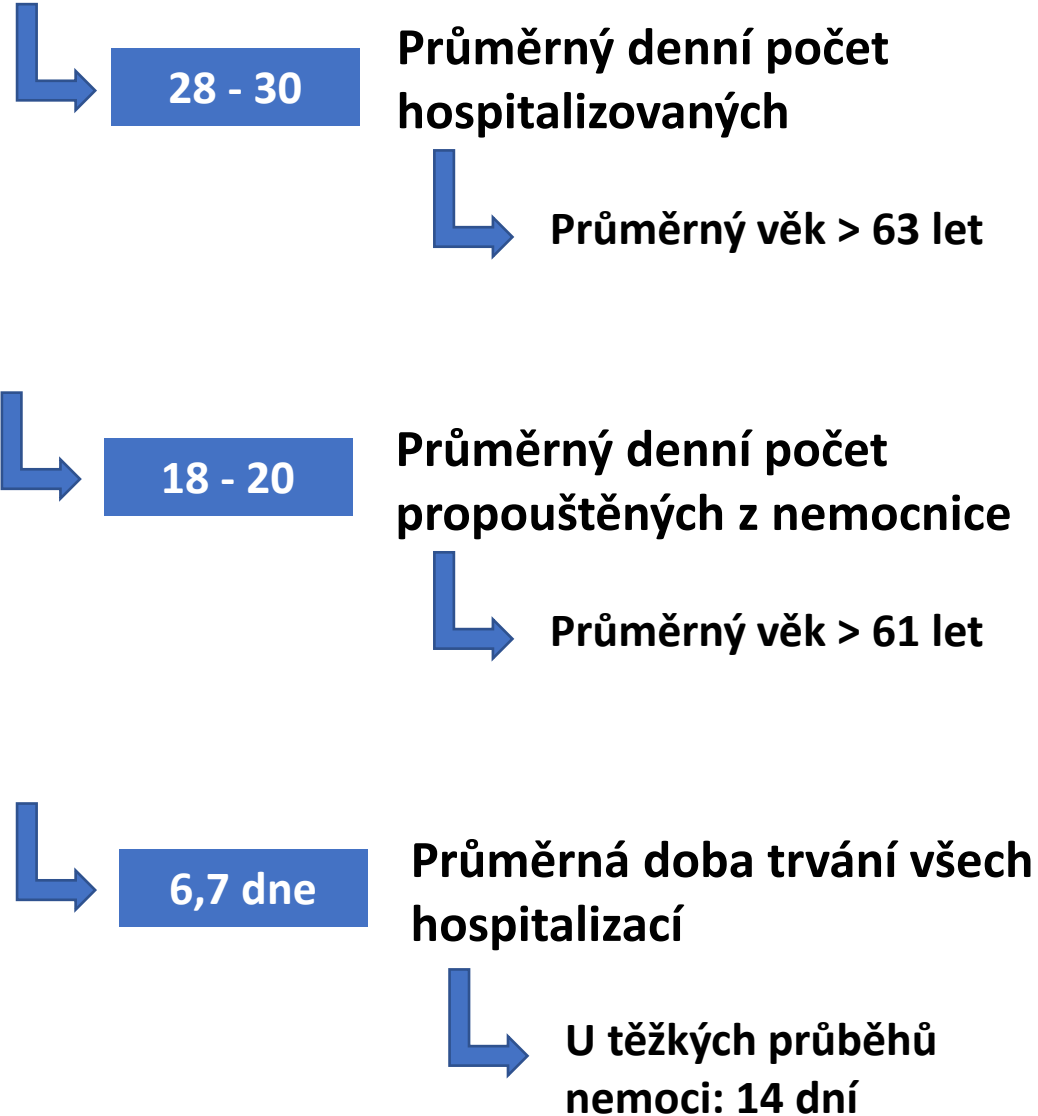 28 - 30
Průměrný denní počet
hospitalizovaných
Průměrný věk > 63 let
18 - 20
Průměrný denní počet
propouštěných z nemocnice
Průměrný věk > 61 let
6,7 dne
Průměrná doba trvání všech
hospitalizací
U těžkých průběhů
nemoci: 14 dní